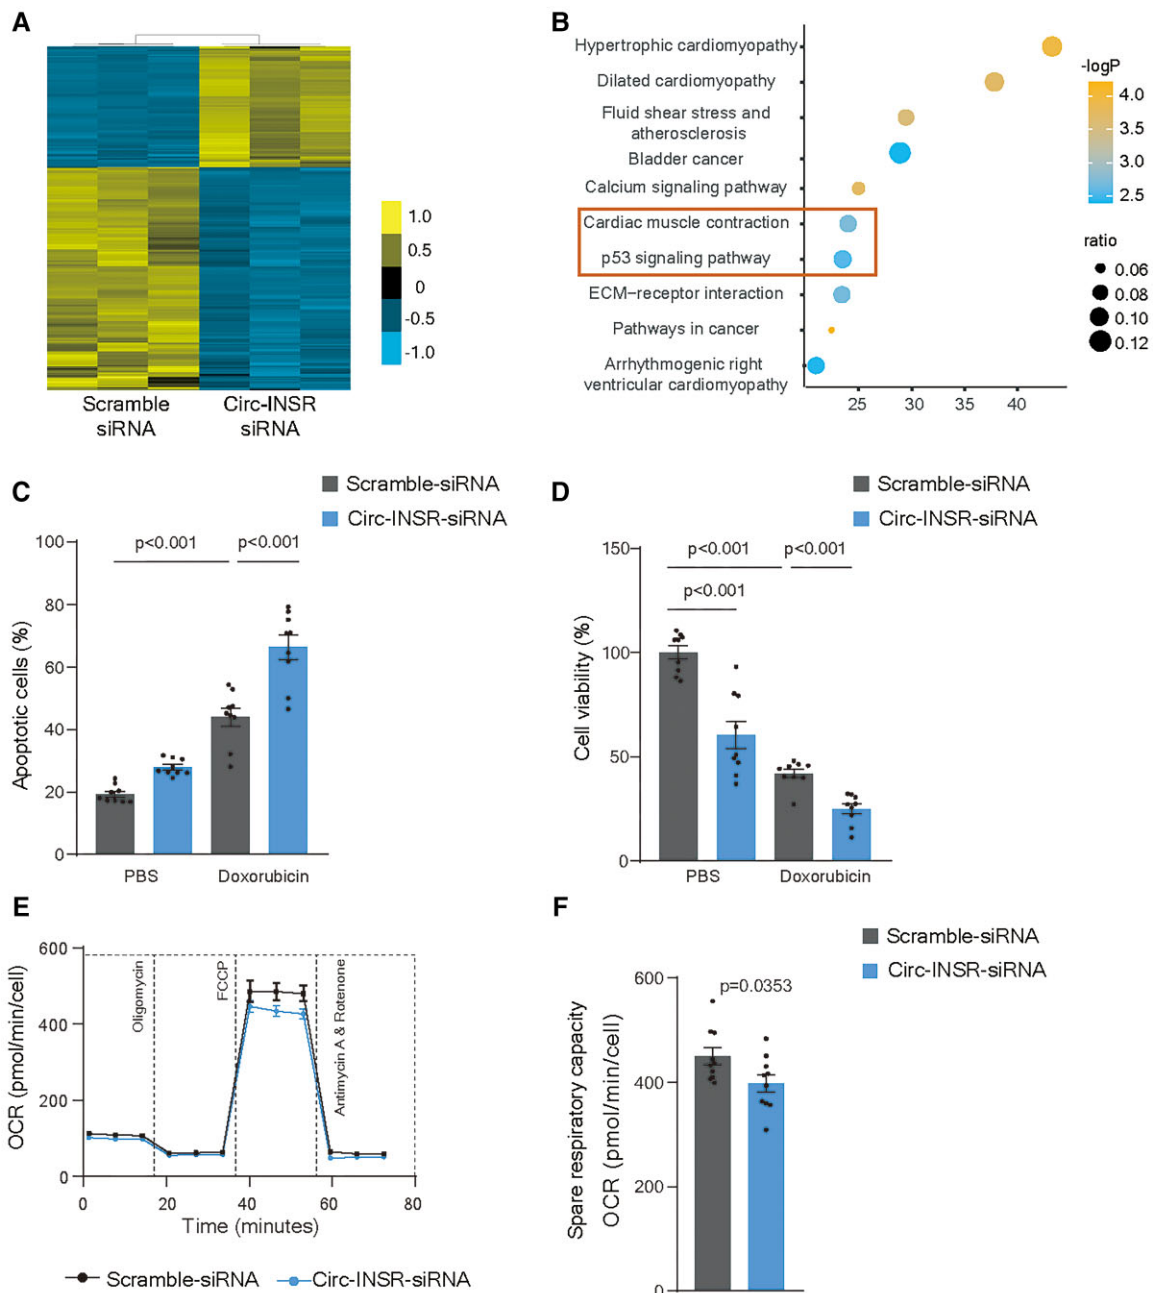 A
1.0
0.5
0
-0.5
-1.0
Scramble
siRNA
Circ-INSR
siRNA
B
Hypertrophic cardiomyopathy
Dilated cardiomyopathy
Fluid shear stress and
atherosclerosis
Bladder cancer
Calcium signaling pathway
Cardiac muscle contraction
p53 signaling pathway
ECM−receptor interaction
Pathways in cancer
Arrhythmogenic right
ventricular cardiomyopathy
25 30 35 40
-logP
4.0
3.5
3.0
2.5
ratio
0.06
0.08
0.10
0.12
C
Scramble-siRNA
Circ-INSR-siRNA
Apoptotic cells (%)
100
80
60
40
20
0
p<0.001 p<0.001
PBS Doxorubicin
D
Scramble-siRNA
Circ-INSR-siRNA
Cell viability (%)
150
100
50
0
p<0.001 p<0.001
p<0.001
PBS Doxorubicin
E
OCR (pmol/min/cell)
600
400
200
0
Oligomycin
FCCP
Antimycin A & Rotenone
0 20 40 60 80
Time (minutes)
Scramble-siRNA Circ-INSR-siRNA
F
Scramble-siRNA
Circ-INSR-siRNA
Spare respiratory capacity
OCR (pmol/min/cell)
600
400
200
0
p=0.0353